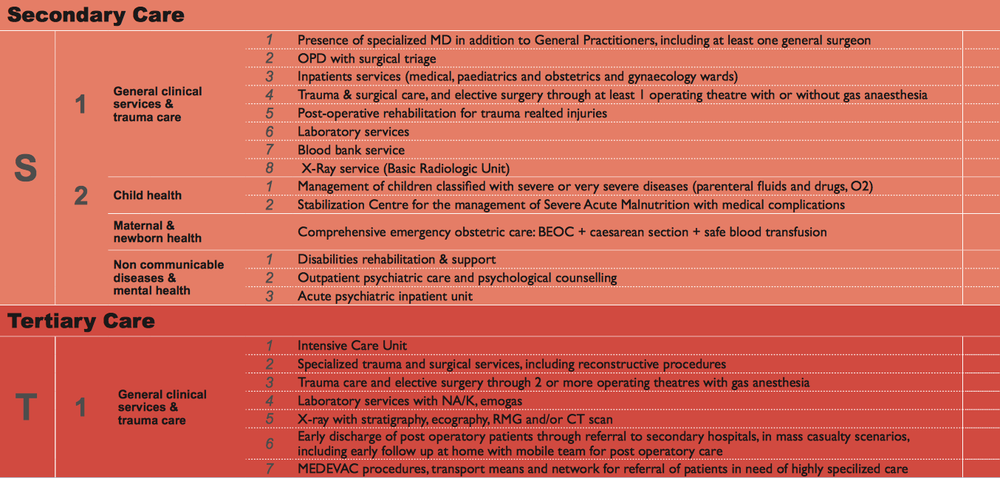 Secondary Care
S
1
General clinical
services &
trauma care
1 Presence of specialized MD in addition to General Practitioners, including at least one general surgeon
2 OPD with surgical triage
3 Inpatients services (medical, paediatrics and obstetrics and gynaecology wards)
4 Trauma & surgical care, and elective surgery through at least 1 operating theatre with or without gas anaesthesia
5 Post-operative rehabilitation for trauma realted injuries
6 Laboratory services
7 Blood bank service
8 X-Ray service (Basic Radiologic Unit)
2
Child health
1 Management of children classified with severe or very severe diseases (parenteral fluids and drugs, O2)
2 Stabilization Centre for the management of Severe Acute Malnutrition with medical complications
Maternal &
newborn health
Comprehensive emergency obstetric care: BEOC + caesarean section + safe blood transfusion
Non communicable
diseases &
mental health
1 Disabilities rehabilitation & support
2 Outpatient psychiatric care and psychological counselling
3 Acute psychiatric inpatient unit
Tertiary Care
T
1
General clinical
services &
trauma care
1 Intensive Care Unit
2 Specialized trauma and surgical services, including reconstructive procedures
3 Trauma care and elective surgery through 2 or more operating theatres with gas anesthesia
4 Laboratory services with NA/K, emogas
5 X-ray with stratigraphy, ecography, RMG and/or CT scan
6 Early discharge of post operatory patients through referral to secondary hospitals, in mass casualty scenarios,
including early follow up at home with mobile team for post operatory care
7 MEDEVAC procedures, transport means and network for referral of patients in need of highly specilized care